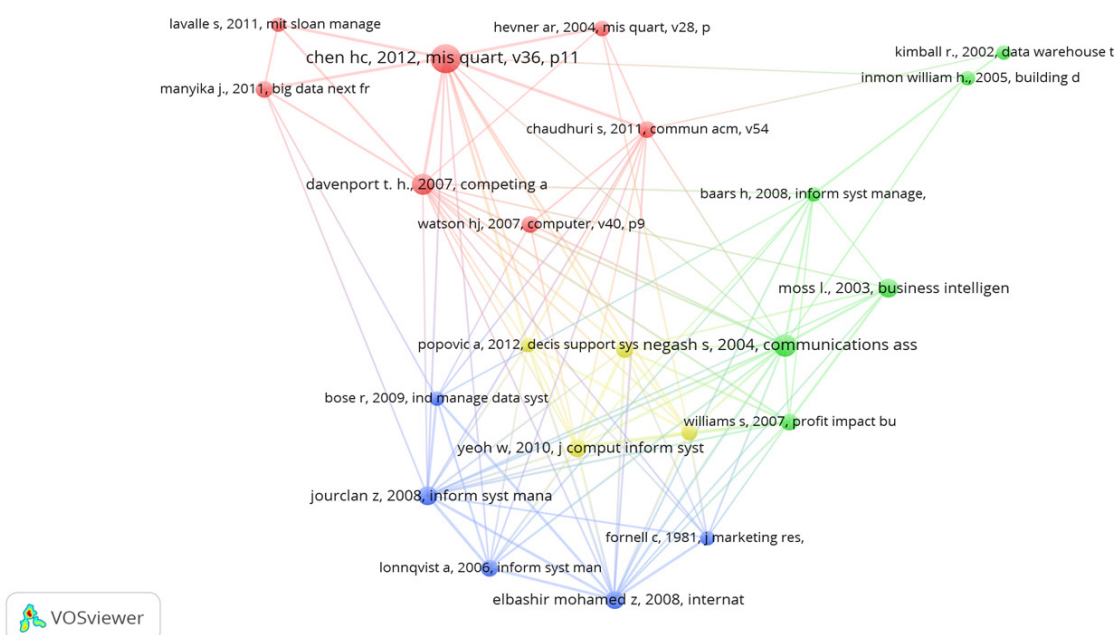 lavalle s, 2011, mit sloan manage
hevner ar, 2004, mis quart, v28, p
chen hc, 2012, mis quart, v36, p11
kimball r., 2002, data warehouse t
inmon william h., 2005, building d
manyika j., 2011, big data next fr
chaudhuri s, 2011, commun acm, v54
davenport t. h., 2007, competing a
baars h, 2008, inform syst manage,
watson hj, 2007, computer, v40, p9
moss l., 2003, business intelligen
popovic a, 2012, decis support sys
negash s, 2004, communications ass
bose r, 2009, ind manage data syst
williams s, 2007, profit impact bu
yeoh w, 2010, j comput inform syst
jourclan z, 2008, inform syst mana
fornell c, 1981, j marketing res,
lonnqvist a, 2006, inform syst man
elbashir mohamed z, 2008, internat
VOSviewer